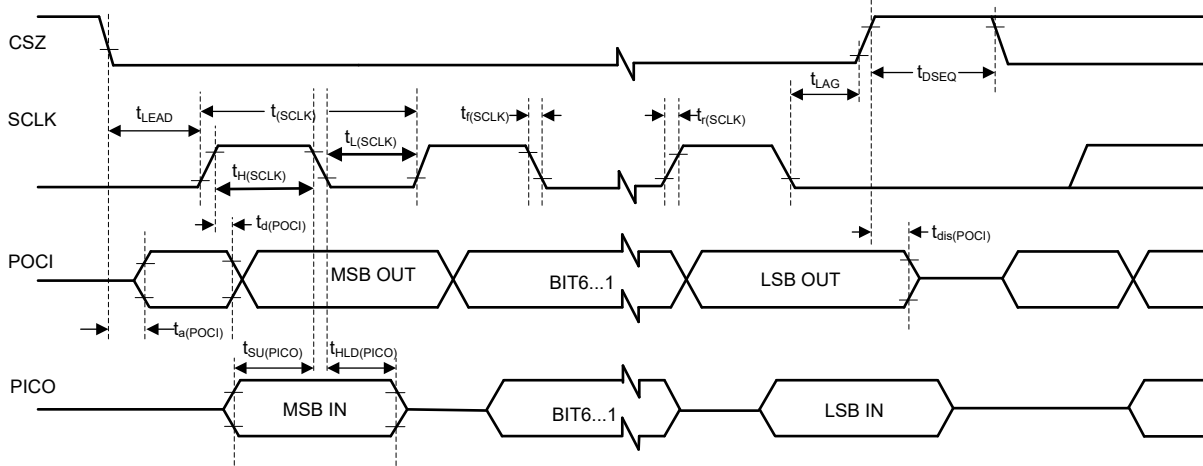 CSZ
tLAG
tDSEQ
tLEAD
t(SCLK)
tf(SCLK)
tr(SCLK)
SCLK
tL(SCLK)
tH(SCLK)
td(POCI)
tdis(POCI)
POCI
MSB OUT
BIT6...1
LSB OUT
ta(POCI)
tSU(PICO)
tHLD(PICO)
PICO
MSB IN
BIT6...1
LSB IN